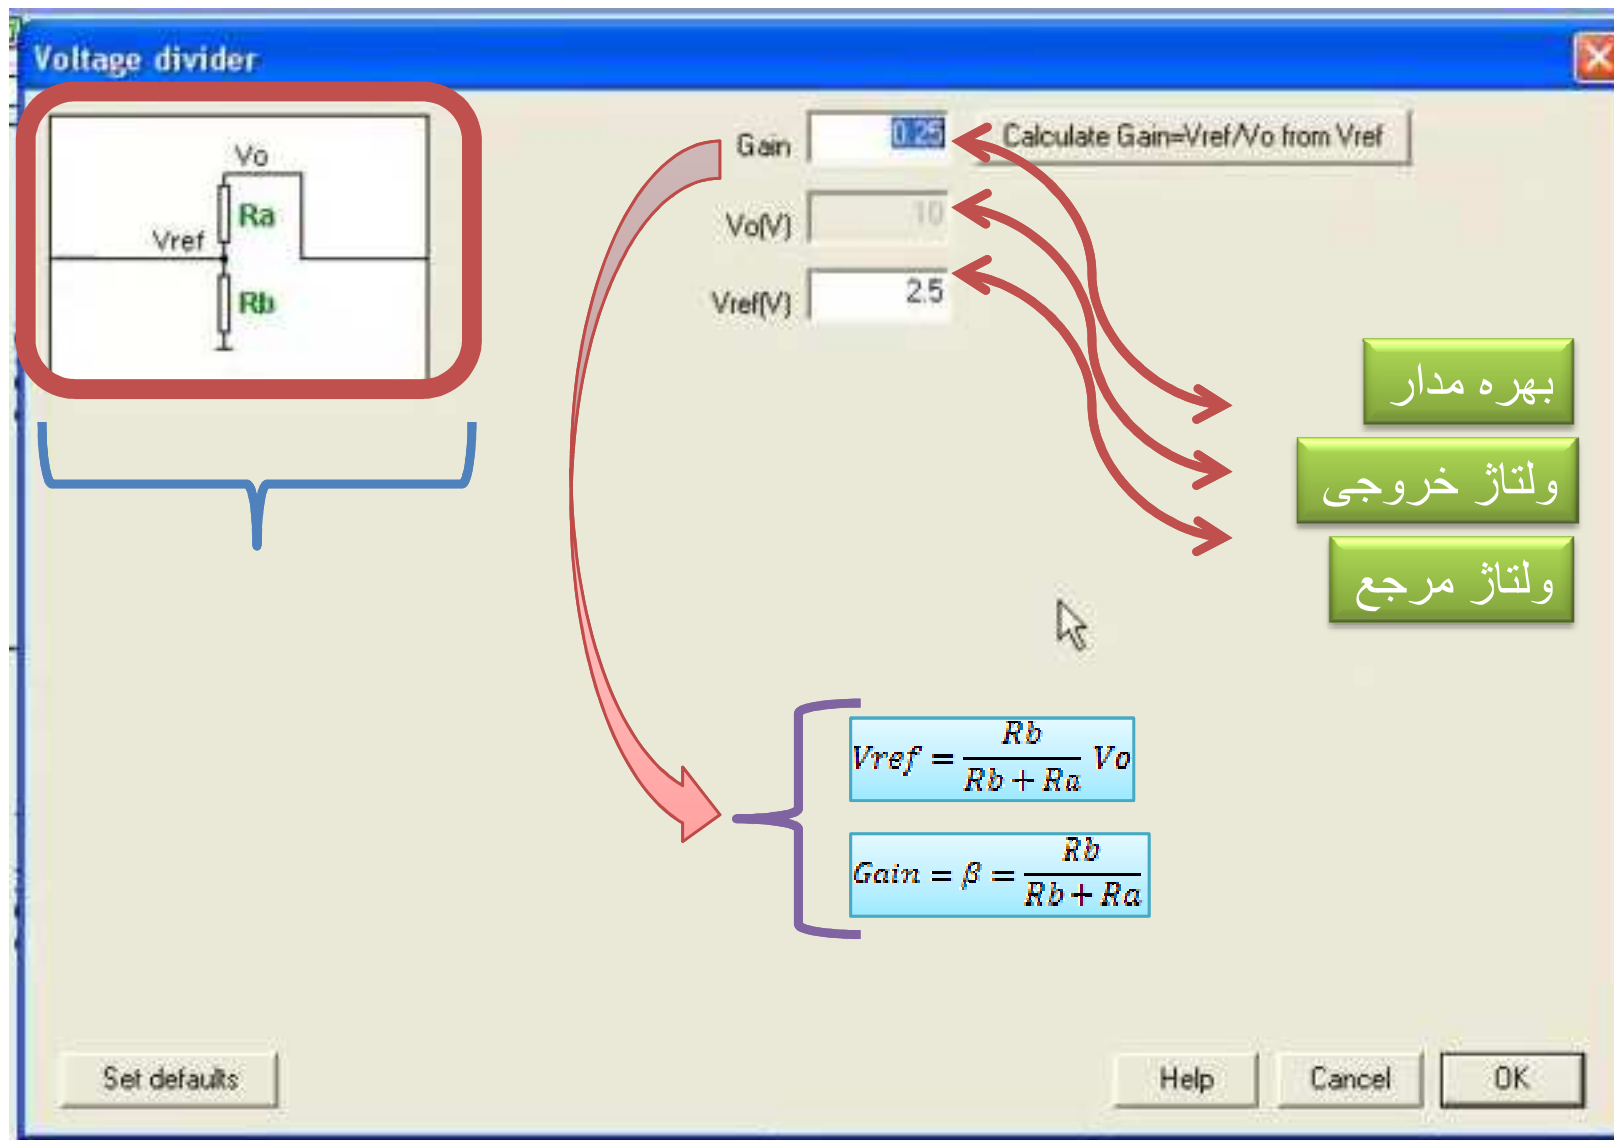 Voltage divider
Vo
Ra
Vref
Rb
Gain 0.25 Calculate Gain=Vref/Vo from Vref
Vo(V) 10
Vref(V) 2.5
بهره مدار
ولتاژ خروجی
ولتاژ مرجع
Vref = Rb / (Rb + Ra) Vo
Gain = β = Rb / (Rb + Ra)
Set defaults Help Cancel OK